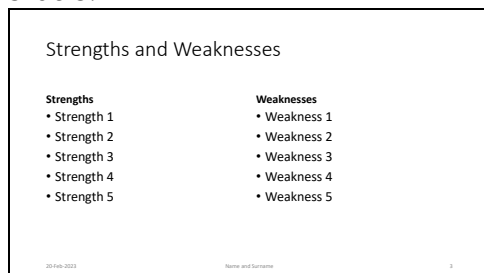 Strengths and Weaknesses
Strengths
• Strength 1
• Strength 2
• Strength 3
• Strength 4
• Strength 5
Weaknesses
• Weakness 1
• Weakness 2
• Weakness 3
• Weakness 4
• Weakness 5
20-Feb-2023
Name and Surname
3